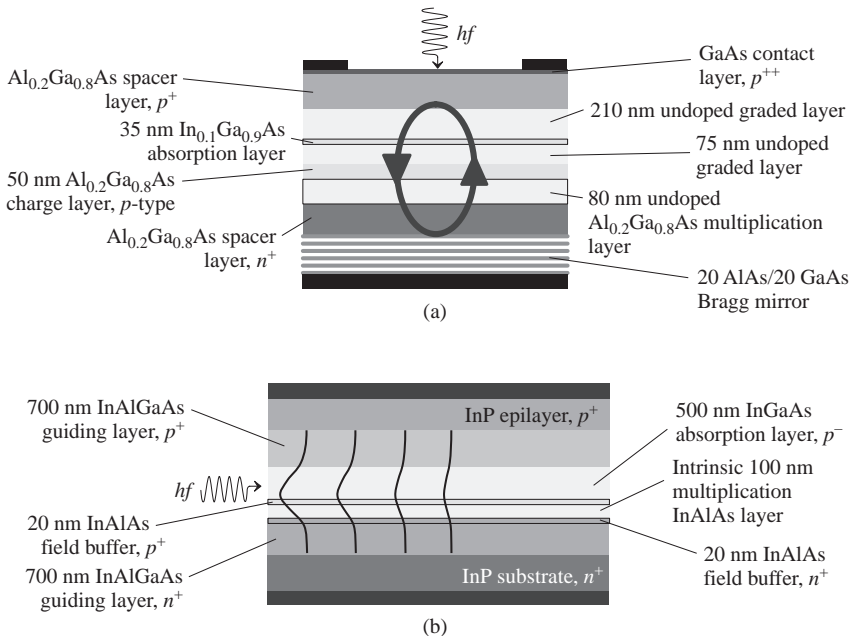 hf
GaAs contact
layer, p++
Al0.2Ga0.8As spacer
layer, p+
210 nm undoped graded layer
35 nm In0.1Ga0.9As
absorption layer
75 nm undoped
graded layer
50 nm Al0.2Ga0.8As
charge layer, p-type
80 nm undoped
Al0.2Ga0.8As multiplication
layer
Al0.2Ga0.8As spacer
layer, n+
20 AlAs/20 GaAs
Bragg mirror
(a)
700 nm InAlGaAs
guiding layer, p+
InP epilayer, p+
500 nm InGaAs
absorption layer, p−
hf
Intrinsic 100 nm
multiplication
InAlAs layer
20 nm InAlAs
field buffer, p+
20 nm InAlAs
field buffer, n+
700 nm InAlGaAs
guiding layer, n+
InP substrate, n+
(b)